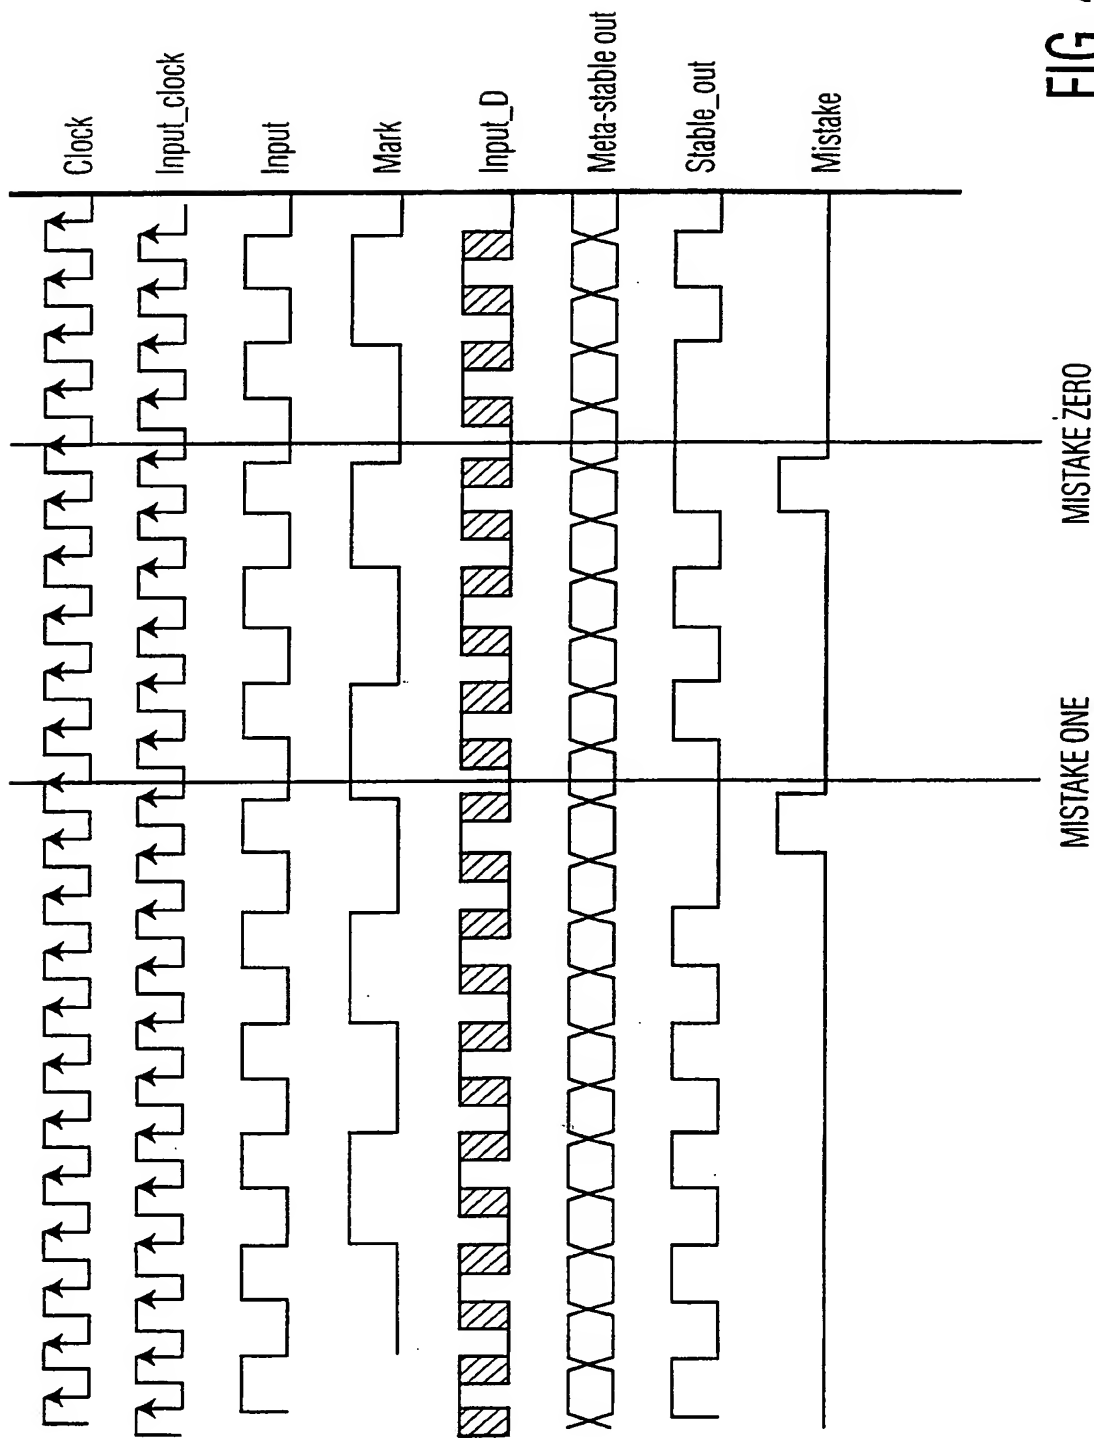 Clock
Input_clock
Input
Mark
Input_D
Meta-stable out
Stable_out
Mistake
MISTAKE ZERO
MISTAKE ONE
FIG